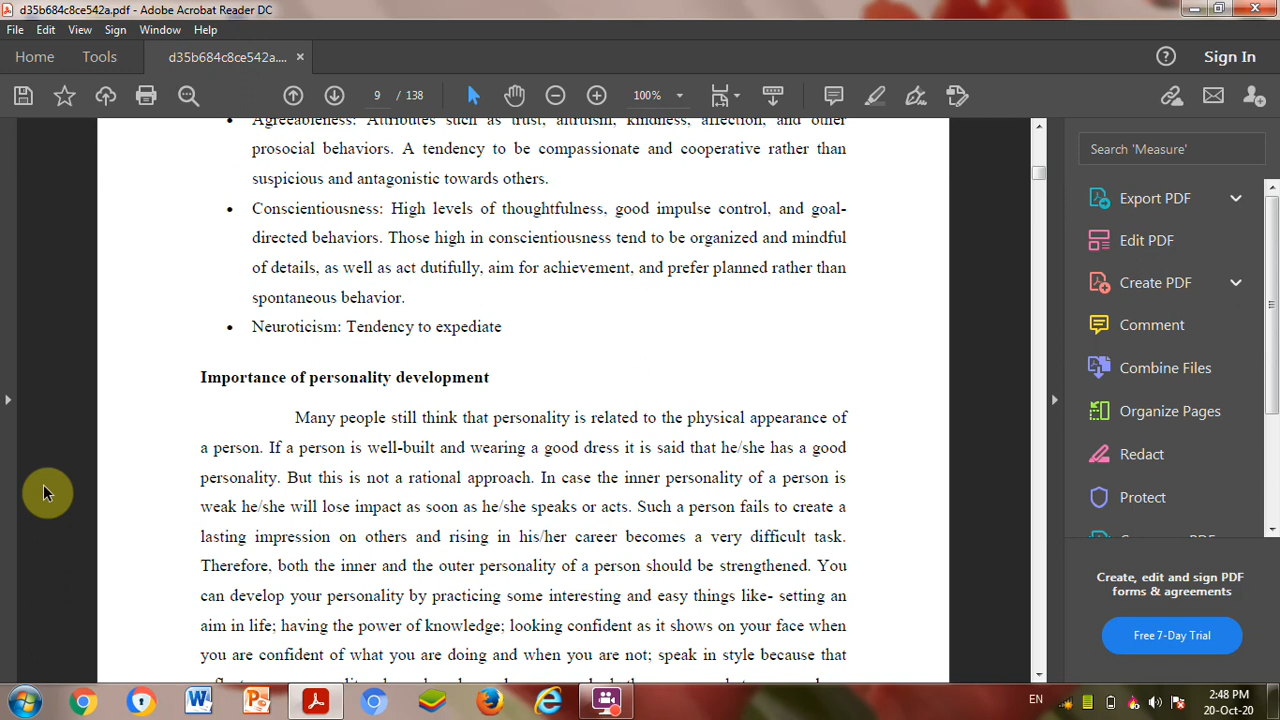 d35b684c8ce542a.pdf - Adobe Acrobat Reader DC
File Edit View Sign Window Help
Home Tools d35b684c8ce542a.... × Sign In
9 / 138 100%
Agreeableness: Attributes such as trust, altruism, kindness, affection, and other
prosocial behaviors. A tendency to be compassionate and cooperative rather than
suspicious and antagonistic towards others.
• Conscientiousness: High levels of thoughtfulness, good impulse control, and goal-
directed behaviors. Those high in conscientiousness tend to be organized and mindful
of details, as well as act dutifully, aim for achievement, and prefer planned rather than
spontaneous behavior.
• Neuroticism: Tendency to expediate
Importance of personality development
Many people still think that personality is related to the physical appearance of
a person. If a person is well-built and wearing a good dress it is said that he/she has a good
personality. But this is not a rational approach. In case the inner personality of a person is
weak he/she will lose impact as soon as he/she speaks or acts. Such a person fails to create a
lasting impression on others and rising in his/her career becomes a very difficult task.
Therefore, both the inner and the outer personality of a person should be strengthened. You
can develop your personality by practicing some interesting and easy things like- setting an
aim in life; having the power of knowledge; looking confident as it shows on your face when
you are confident of what you are doing and when you are not; speak in style because that
Search 'Measure'
Export PDF
Edit PDF
Create PDF
Comment
Combine Files
Organize Pages
Redact
Protect
Create, edit and sign PDF
forms & agreements
Free 7-Day Trial
EN
2:48 PM
20-Oct-20